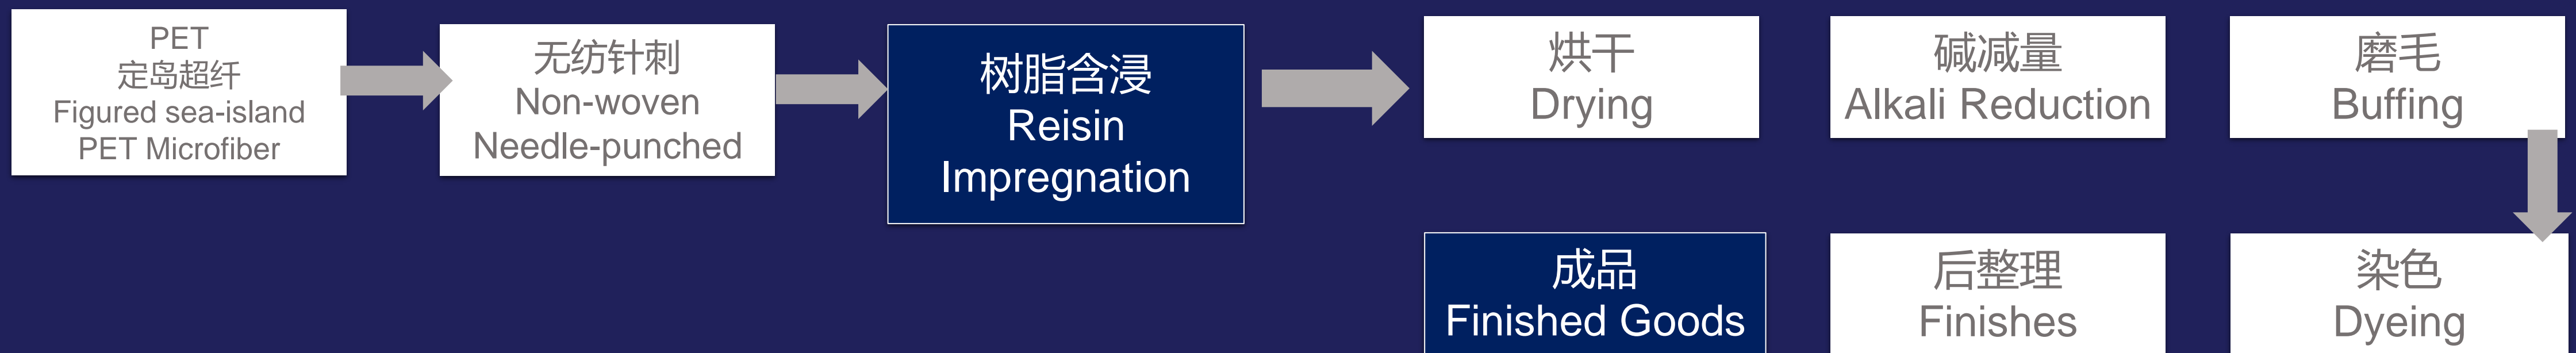 PET
定岛超纤
Figured sea-island
PET Microfiber
无纺针刺
Non-woven
Needle-punched
树脂含浸
Reisin
Impregnation
烘干
Drying
碱减量
Alkali Reduction
磨毛
Buffing
染色
Dyeing
后整理
Finishes
成品
Finished Goods